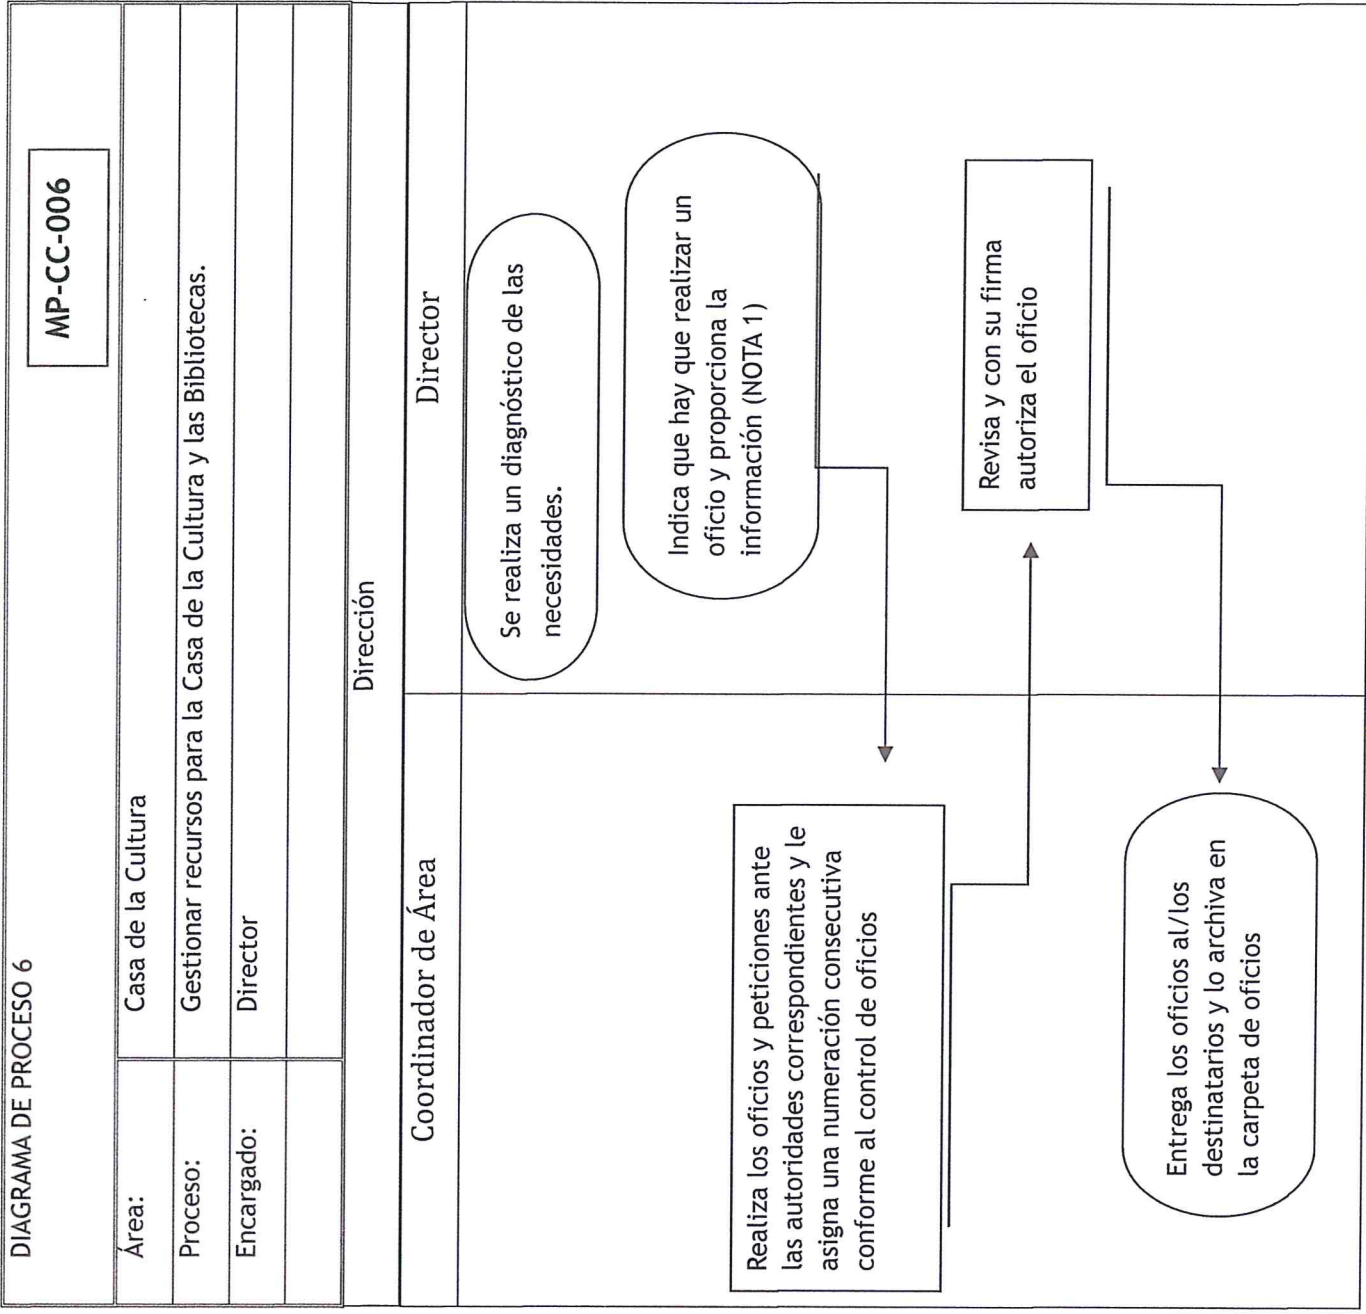 DIAGRAMA DE PROCESO 6
MP-CC-006
Área:
Casa de la Cultura
Proceso:
Gestionar recursos para la Casa de la Cultura y las Bibliotecas.
Encargado:
Director
Dirección
Coordinador de Área
Director
Se realiza un diagnóstico de las
necesidades.
Indica que hay que realizar un
oficio y proporciona la
información (NOTA 1)
Realiza los oficios y peticiones ante
las autoridades correspondientes y le
asigna una numeración consecutiva
conforme al control de oficios
Revisa y con su firma
autoriza el oficio
Entrega los oficios al/los
destinatarios y lo archiva en
la carpeta de oficios